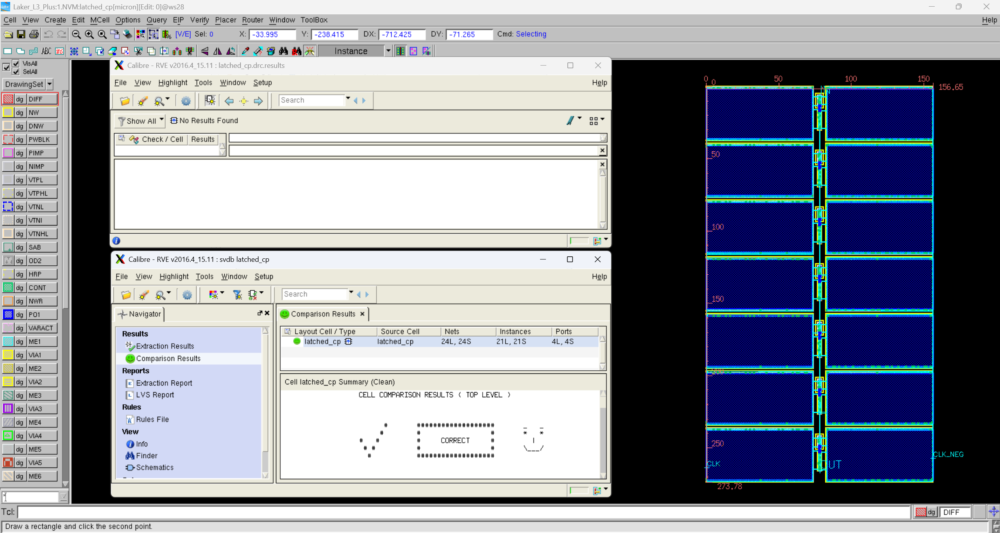 Laker_L3_Plus:1.NVM:latched_cp[micron][Edit: 0]@ws28
Cell View Create Edit MCell Options Query EIP Verify Placer Router Window ToolBox Help
[V/E] Sel: 0 X: -33.995 Y: -238.415 DX: -712.425 DY: -71.265 Cmd: Selecting
ABC ins Instance
VisAll
SelAll
DrawingSet
dg DIFF
dg NW
dg DNW
dg PWBLK
dg PIMP
dg NIMP
dg VTPL
dg VTPHL
dg VTNL
dg VTNI
dg VTNHL
dg SAB
dg OD2
dg HRP
dg CONT
dg NWR
dg PO1
dg VARACT
dg ME1
dg VIA1
dg ME2
dg VIA2
dg ME3
dg VIA3
dg ME4
dg VIA4
dg ME5
dg VIA5
dg ME6
Calibre - RVE v2016.4_15.11 : latched_cp.drc.results
File View Highlight Tools Window Setup Help
Search
Show All No Results Found
Check / Cell Results
Calibre - RVE v2016.4_15.11 : svdb latched_cp
File View Highlight Tools Window Setup Help
Search
Navigator
Results
Extraction Results
Comparison Results
Reports
Extraction Report
LVS Report
Rules
Rules File
View
Info
Finder
Schematics
Comparison Results
Layout Cell / Type Source Cell Nets Instances Ports
latched_cp latched_cp 24L, 24S 21L, 21S 4L, 4S
Cell latched_cp Summary (Clean)
CELL COMPARISON RESULTS ( TOP LEVEL )
# ################### _ _
# # # * *
# # # CORRECT # |
# # # # \___/
# ###################
0 50 100 150
0 156.65
50
100
150
200
250
273.78
CLK
OUT
CLK_NEG
Tcl: dg DIFF
Draw a rectangle and click the second point.